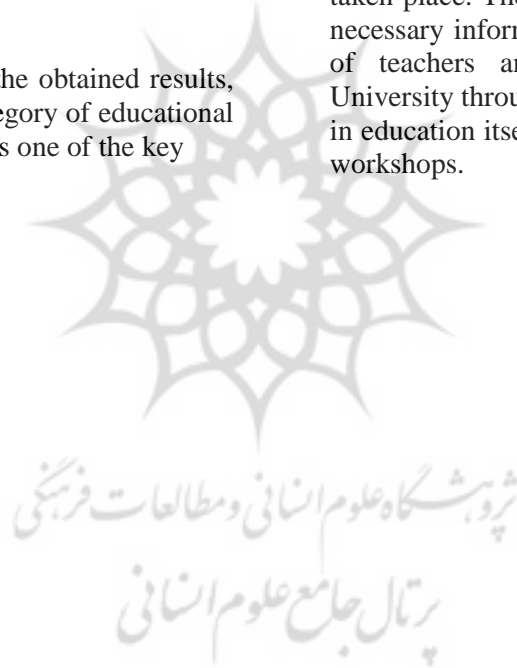 he obtained results,
egory of educational
s one of the key
taken place. The
necessary inform
of teachers ar
University throu
in education itse
workshops.
پژوهشگاه علوم انسانی و مطالعات فرهنگی
پرتال جامع علوم انسانی